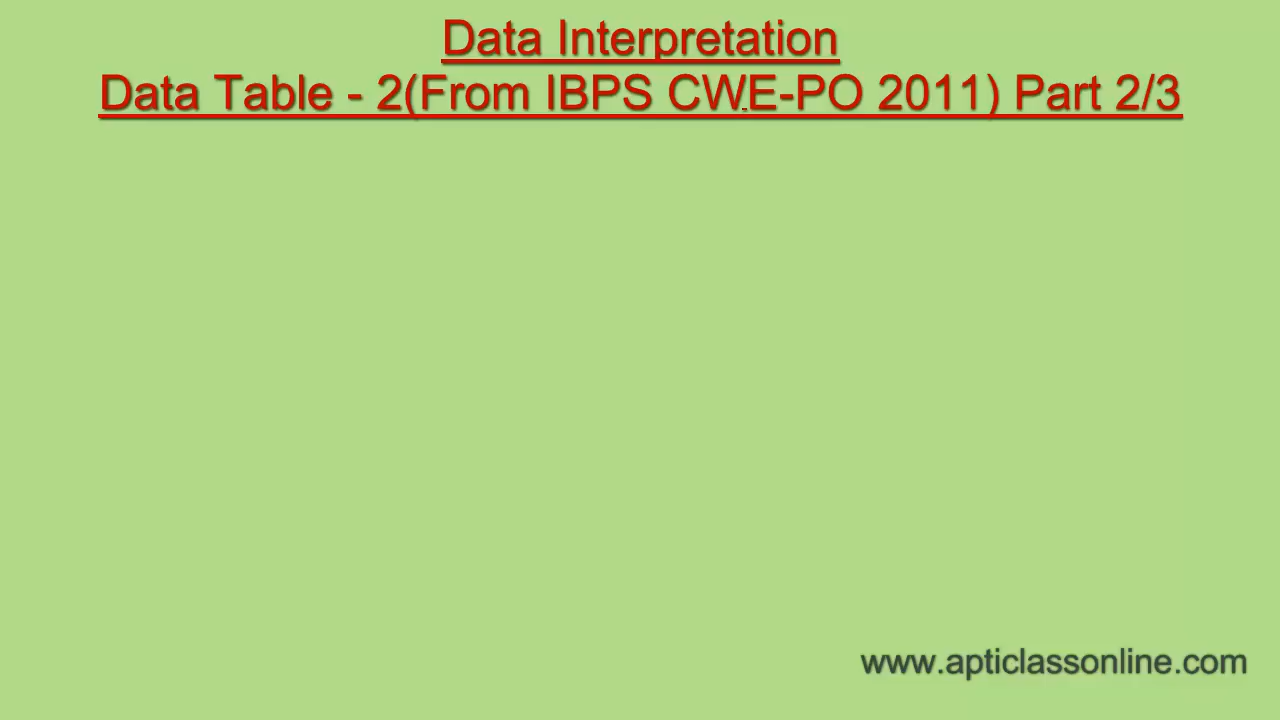 Data Interpretation
Data Table - 2(From IBPS CWE-PO 2011) Part 2/3
www.apticlassonline.com